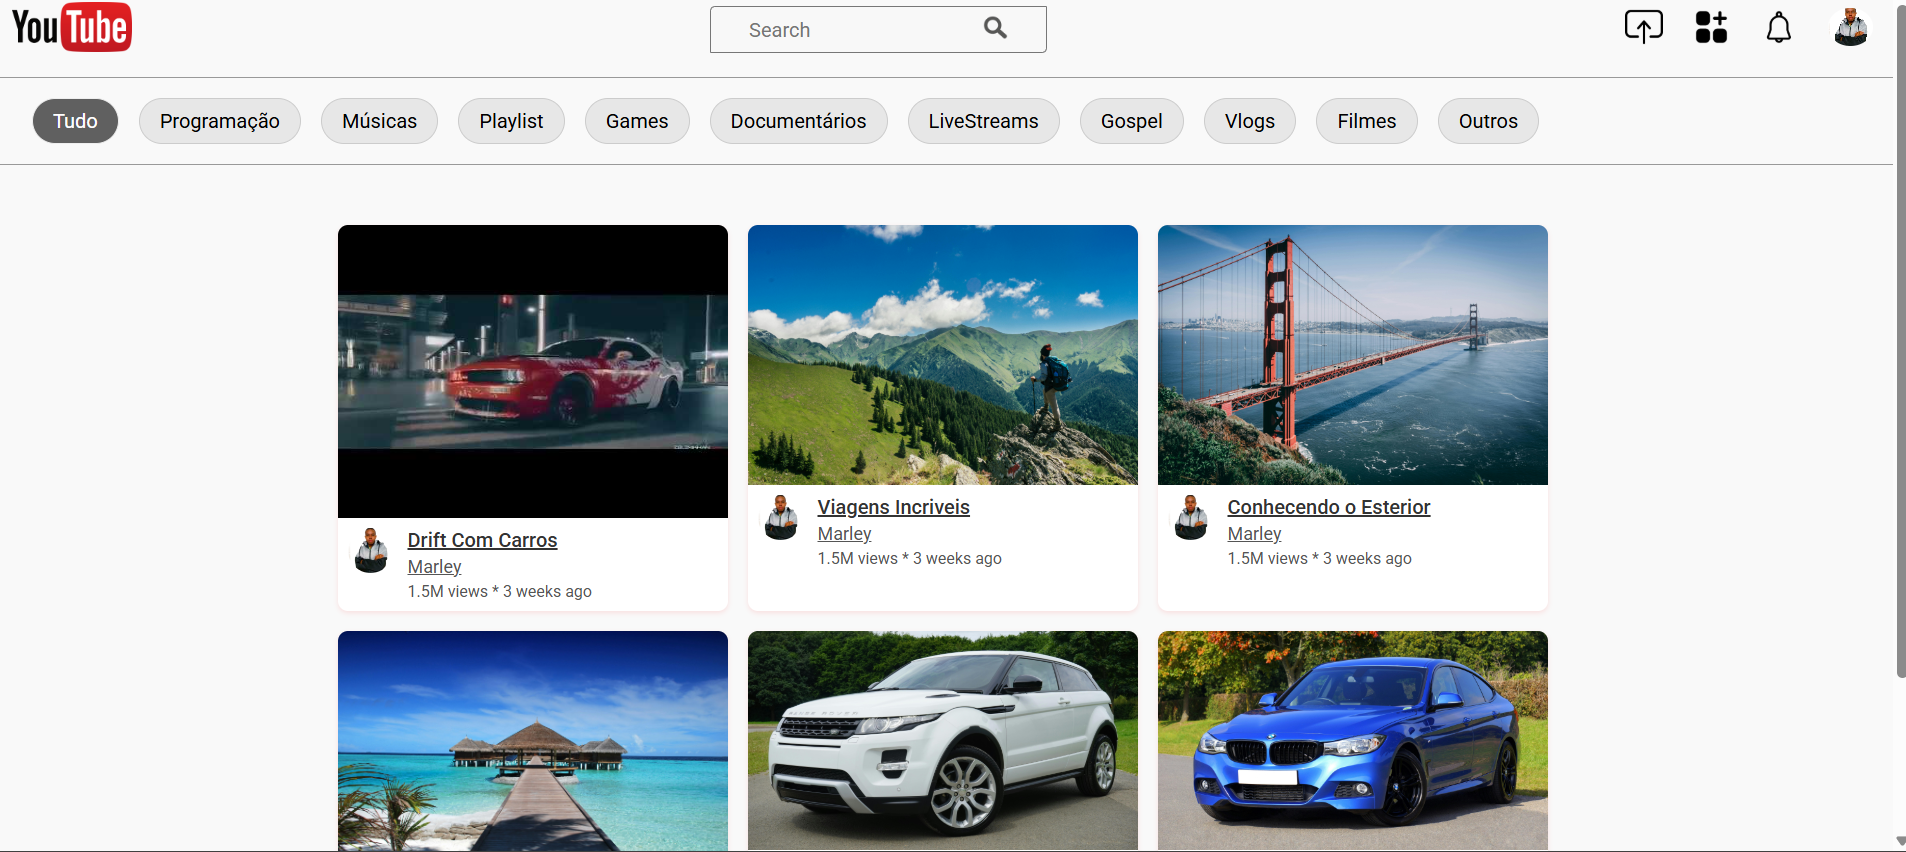 YouTube
Search
Tudo Programação Músicas Playlist Games Documentários LiveStreams Gospel Vlogs Filmes Outros
Drift Com Carros
Marley
1.5M views * 3 weeks ago
Viagens Incriveis
Marley
1.5M views * 3 weeks ago
Conhecendo o Esterior
Marley
1.5M views * 3 weeks ago